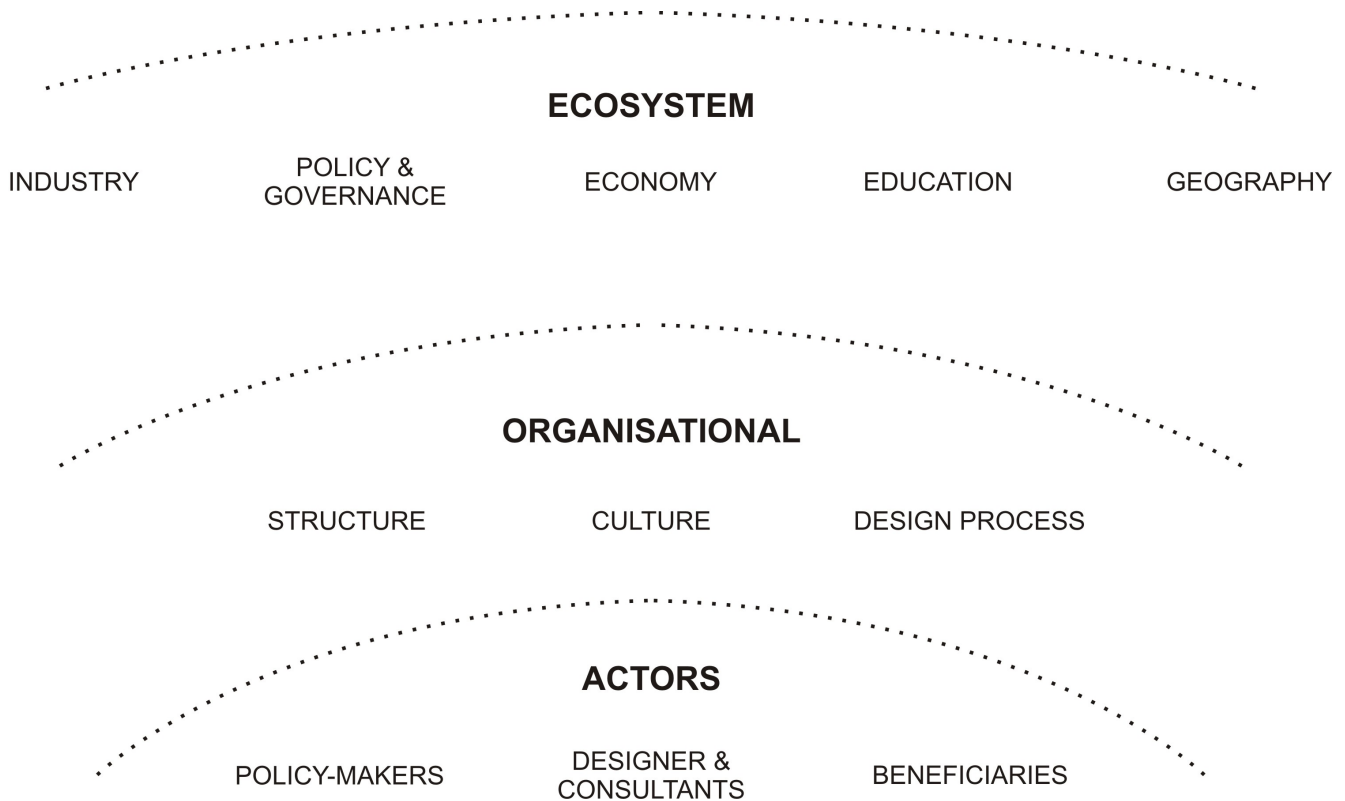 ECOSYSTEM
INDUSTRY
POLICY &
GOVERNANCE
ECONOMY
EDUCATION
GEOGRAPHY
ORGANISATIONAL
STRUCTURE
CULTURE
DESIGN PROCESS
ACTORS
POLICY-MAKERS
DESIGNER &
CONSULTANTS
BENEFICIARIES